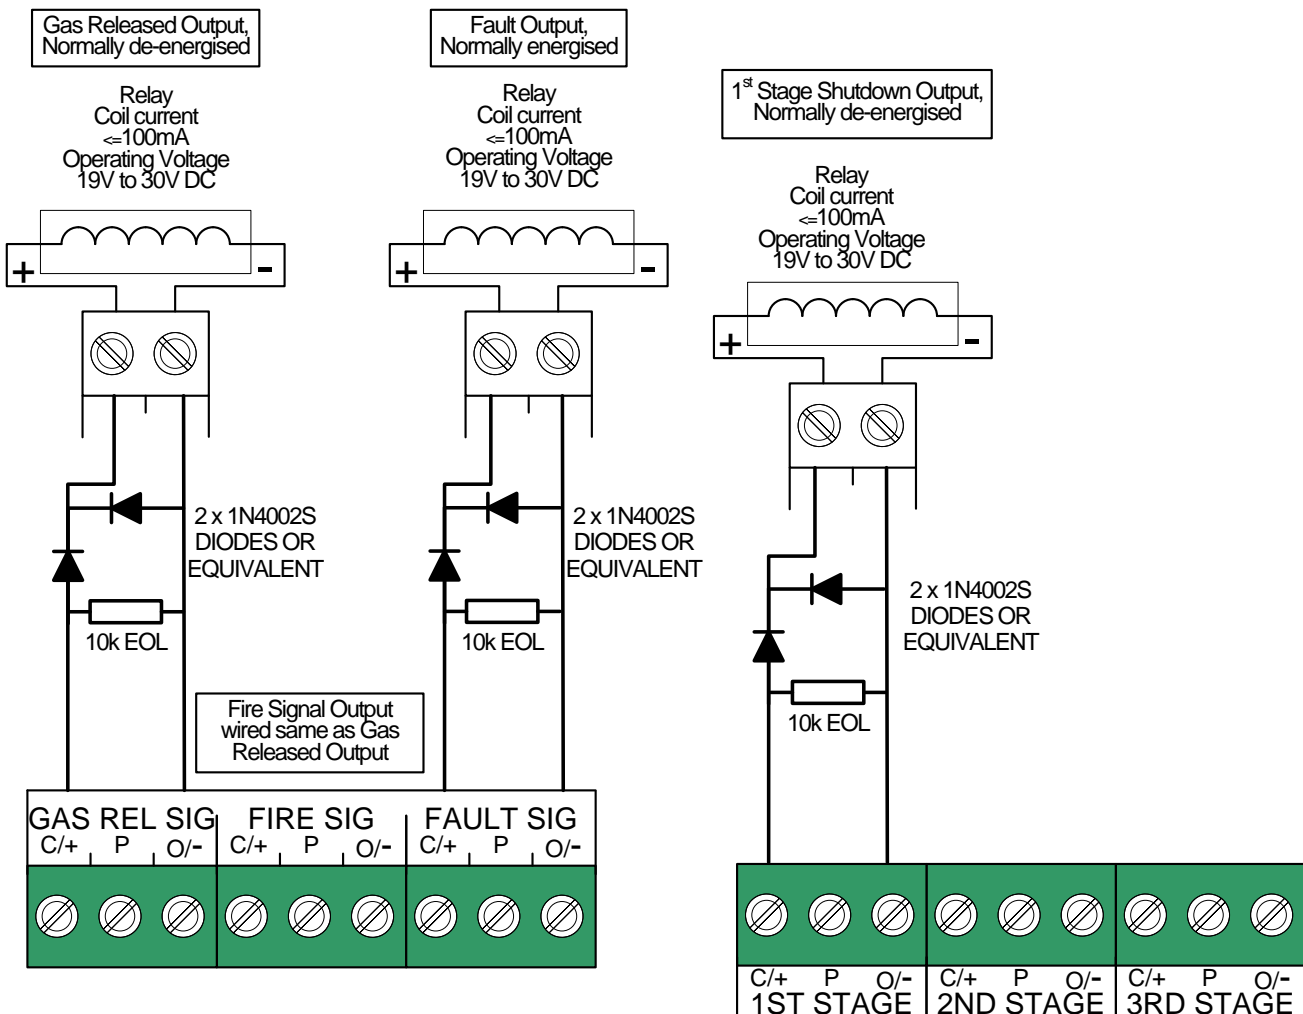 Gas Released Output,
Normally de-energised
Relay
Coil current
<=100mA
Operating Voltage
19V to 30V DC
+
-
2 x 1N4002S
DIODES OR
EQUIVALENT
10k EOL
Fault Output,
Normally energised
Relay
Coil current
<=100mA
Operating Voltage
19V to 30V DC
+
-
2 x 1N4002S
DIODES OR
EQUIVALENT
10k EOL
Fire Signal Output
wired same as Gas
Released Output
GAS REL SIG FIRE SIG FAULT SIG
C/+ P O/- C/+ P O/- C/+ P O/-
1st Stage Shutdown Output,
Normally de-energised
Relay
Coil current
<=100mA
Operating Voltage
19V to 30V DC
+
-
2 x 1N4002S
DIODES OR
EQUIVALENT
10k EOL
C/+ P O/- C/+ P O/- C/+ P O/-
1ST STAGE 2ND STAGE 3RD STAGE